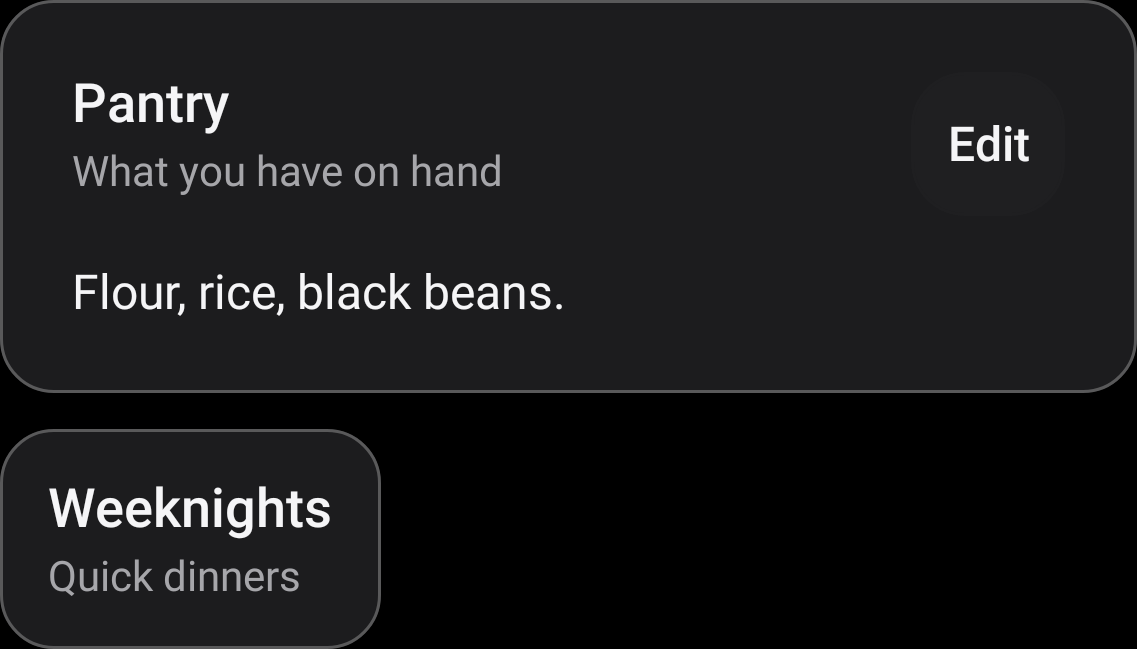 Pantry
What you have on hand
Edit
Flour, rice, black beans.
Weeknights
Quick dinners